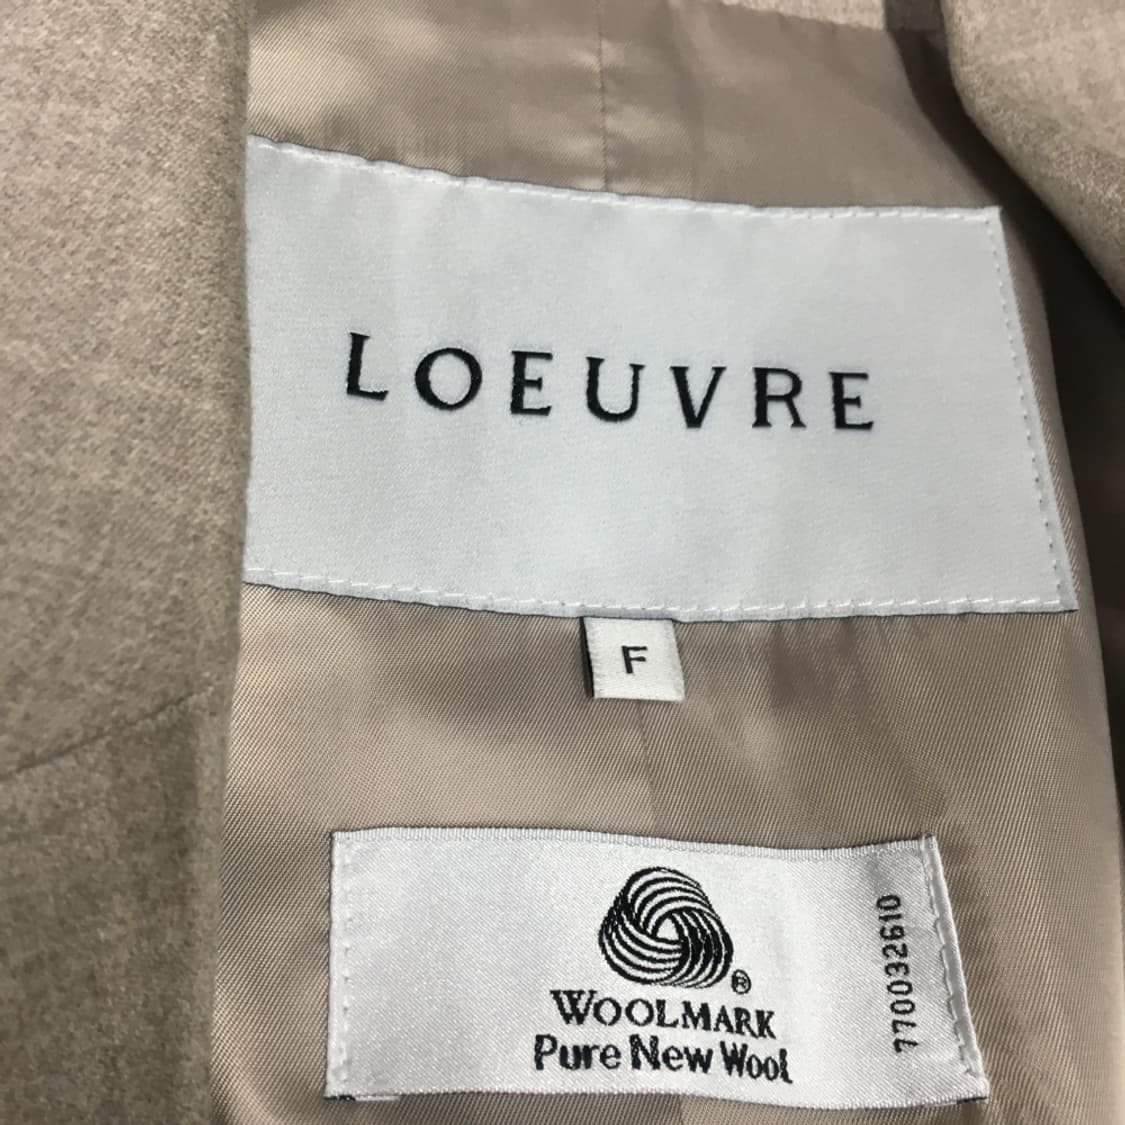 LOEUVRE
F
WOOLMARK
Pure New Wool
770032610